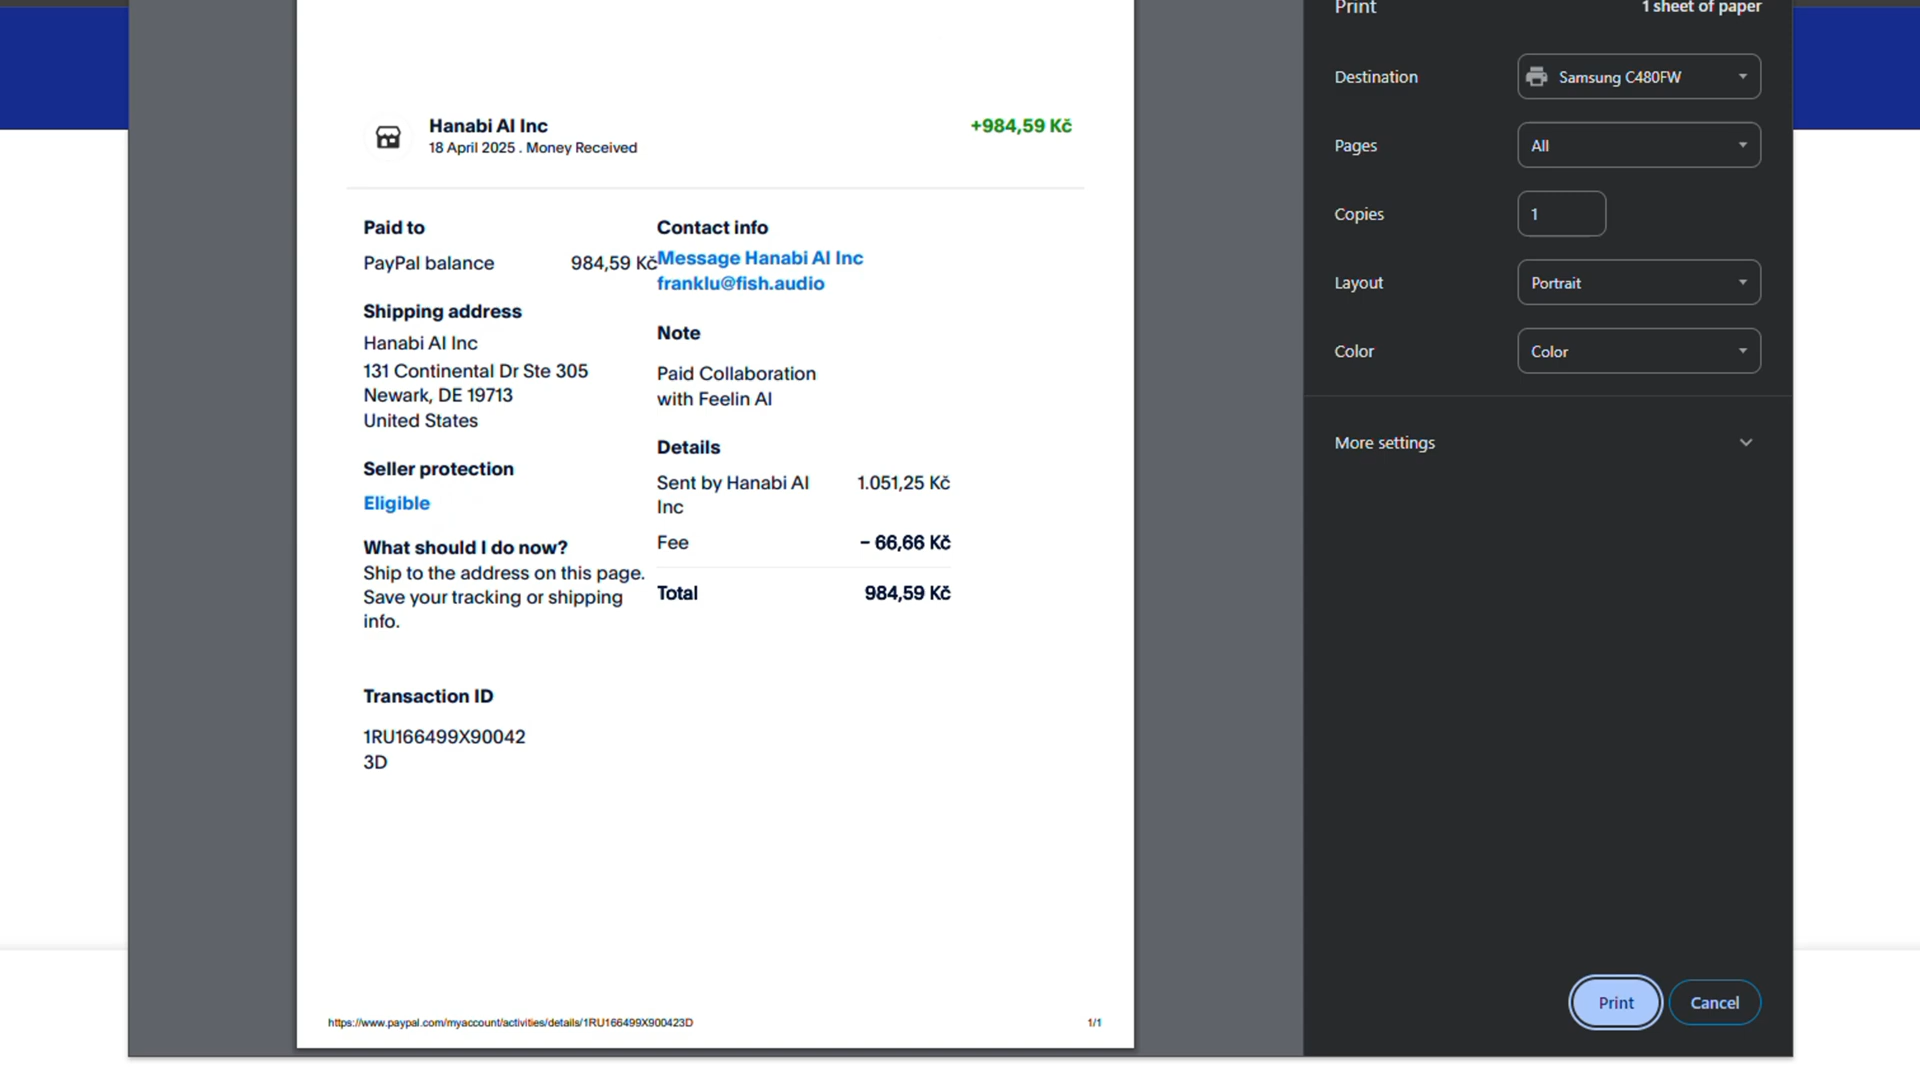 Hanabi AI Inc
+984,59 Kč
18 April 2025 . Money Received
Paid to
PayPal balance 984,59 Kč
Shipping address
Hanabi AI Inc
131 Continental Dr Ste 305
Newark, DE 19713
United States
Seller protection
Eligible
What should I do now?
Ship to the address on this page.
Save your tracking or shipping
info.
Transaction ID
1RU166499X90042
3D
Contact info
Message Hanabi AI Inc
franklu@fish.audio
Note
Paid Collaboration
with Feelin AI
Details
Sent by Hanabi AI 1.051,25 Kč
Inc
Fee − 66,66 Kč
Total 984,59 Kč
https://www.paypal.com/myaccount/activities/details/1RU166499X900423D 1/1
Print 1 sheet of paper
Destination Samsung C480FW
Pages All
Copies 1
Layout Portrait
Color Color
More settings
Print Cancel